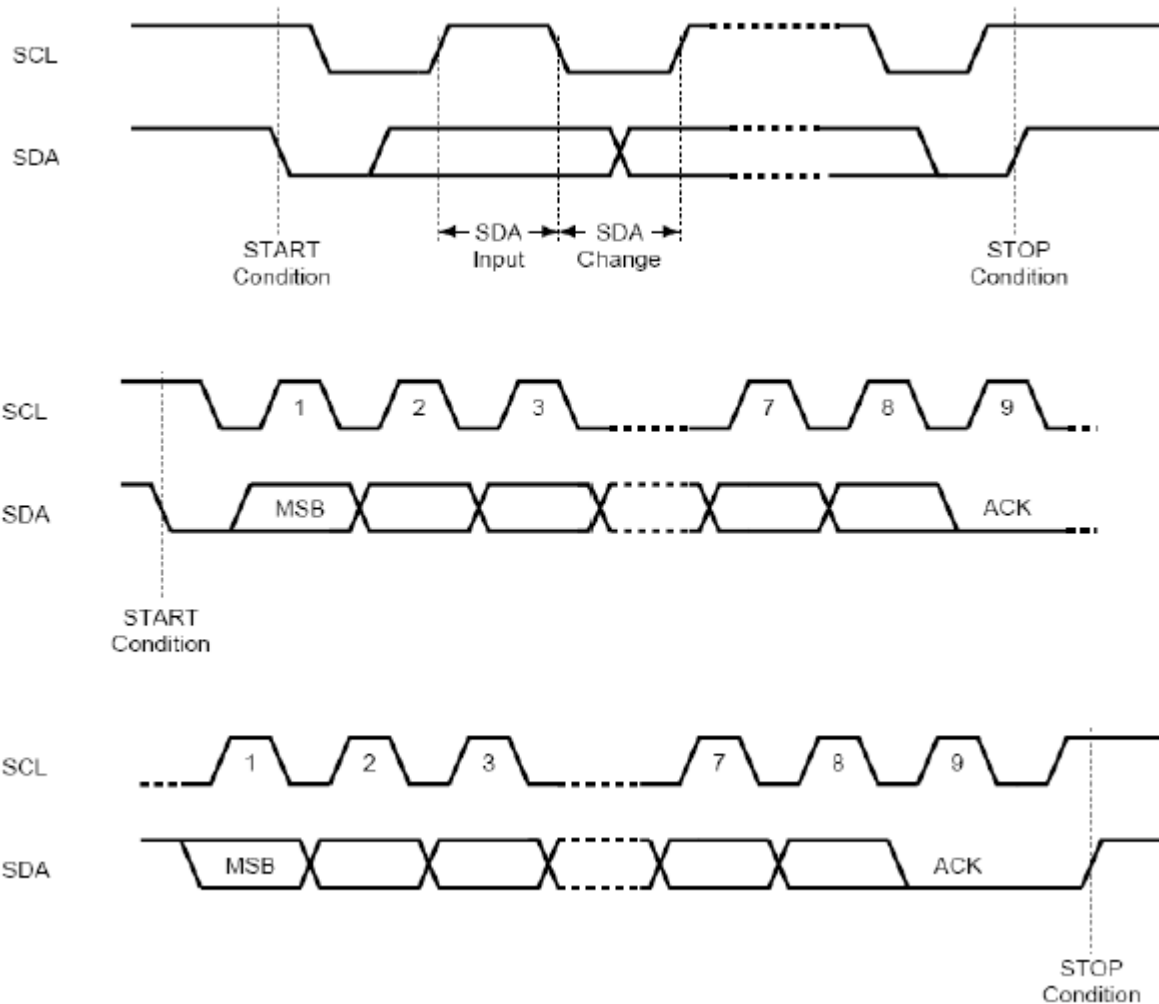 SCL
SDA
SDA
Input
SDA
Change
START
Condition
STOP
Condition
SCL
1 2 3 7 8 9
SDA
MSB ACK
START
Condition
SCL
1 2 3 7 8 9
SDA
MSB ACK
STOP
Condition